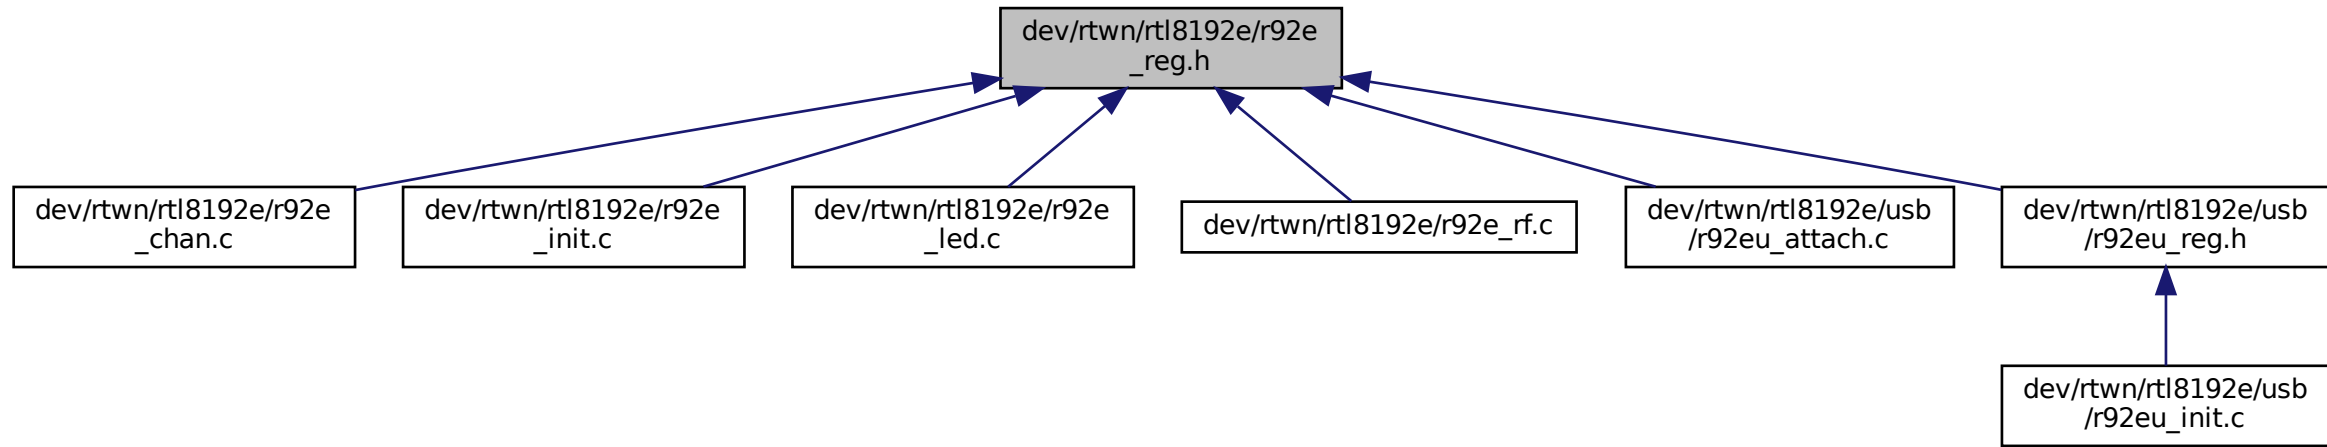 dev/rtwn/rtl8192e/r92e
_reg.h
dev/rtwn/rtl8192e/r92e
_chan.c
dev/rtwn/rtl8192e/r92e
_init.c
dev/rtwn/rtl8192e/r92e
_led.c
dev/rtwn/rtl8192e/r92e_rf.c
dev/rtwn/rtl8192e/usb
/r92eu_attach.c
dev/rtwn/rtl8192e/usb
/r92eu_reg.h
dev/rtwn/rtl8192e/usb
/r92eu_init.c